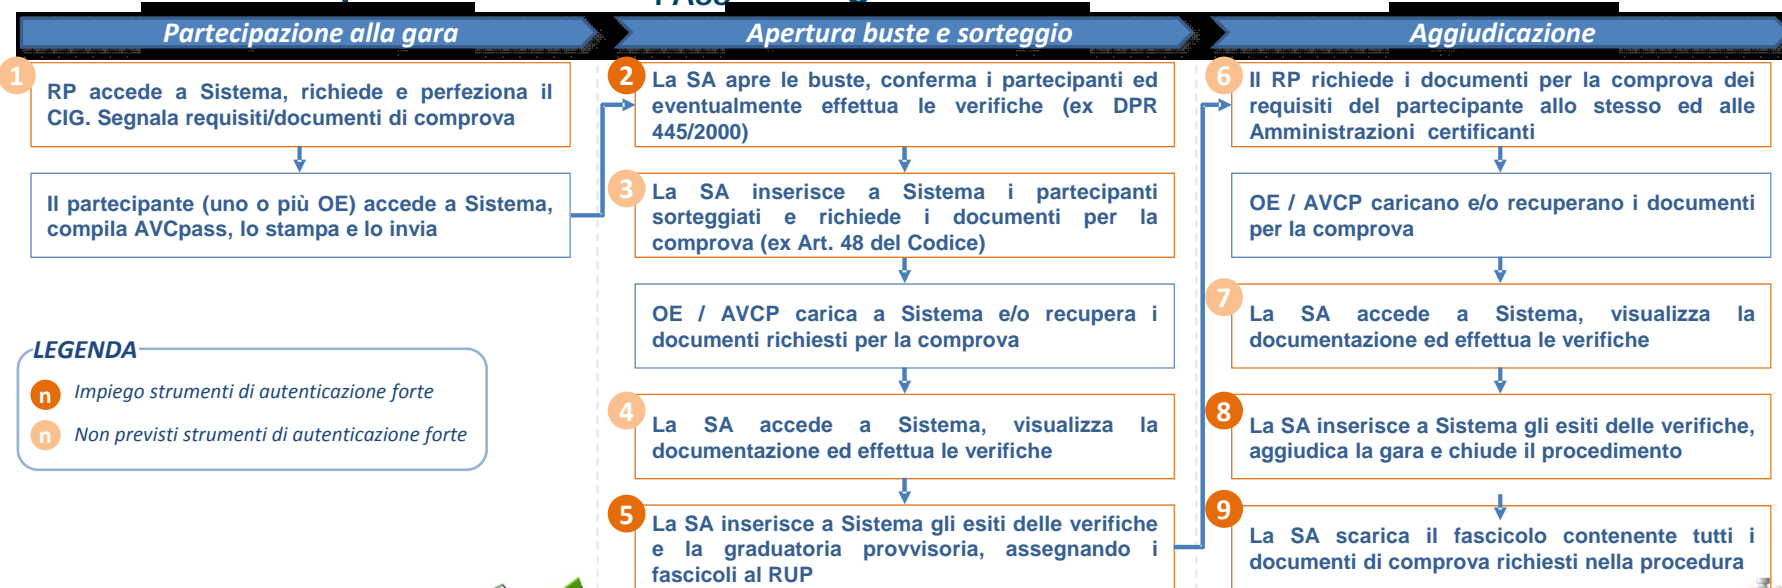 Partecipazione alla gara
1
RP accede a Sistema, richiede e perfeziona il
CIG. Segnala requisiti/documenti di comprova
Il partecipante (uno o più OE) accede a Sistema,
compila AVCpass, lo stampa e lo invia
LEGENDA
n Impiego strumenti di autenticazione forte
n Non previsti strumenti di autenticazione forte
Apertura buste e sorteggio
2
La SA apre le buste, conferma i partecipanti ed
eventualmente effettua le verifiche (ex DPR
445/2000)
3
La SA inserisce a Sistema i partecipanti
sorteggiati e richiede i documenti per la
comprova (ex Art. 48 del Codice)
OE / AVCP carica a Sistema e/o recupera i
documenti richiesti per la comprova
4
La SA accede a Sistema, visualizza la
documentazione ed effettua le verifiche
5
La SA inserisce a Sistema gli esiti delle verifiche
e la graduatoria provvisoria, assegnando i
fascicoli al RUP
Aggiudicazione
6
Il RP richiede i documenti per la comprova dei
requisiti del partecipante allo stesso ed alle
Amministrazioni certificanti
OE / AVCP caricano e/o recuperano i documenti
per la comprova
7
La SA accede a Sistema, visualizza la
documentazione ed effettua le verifiche
8
La SA inserisce a Sistema gli esiti delle verifiche,
aggiudica la gara e chiude il procedimento
9
La SA scarica il fascicolo contenente tutti i
documenti di comprova richiesti nella procedura